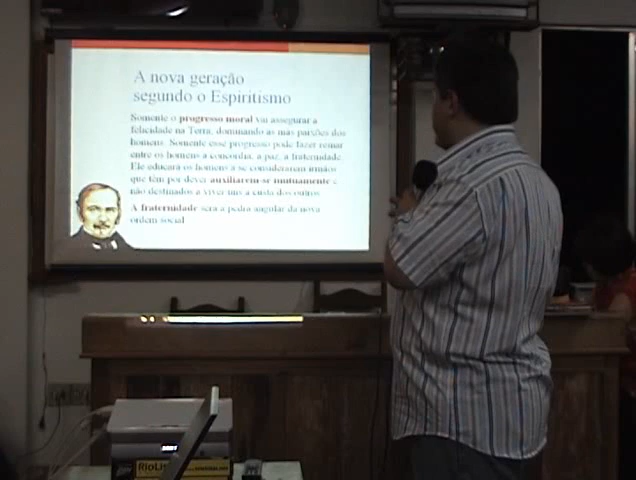 A nova geração
segundo o Espiritismo
Somente o progresso moral vai assegurar a
felicidade na Terra, dominando as más paixões dos
homens. Somente esse progresso pode fazer reinar
entre os homens a concórdia, a paz, a fraternidade.
Ele educará os homens a se considerarem irmãos
que têm por dever auxiliarem-se mutuamente e
não destinados a viver uns à custa dos outros
A fraternidade será a pedra angular da nova
ordem social